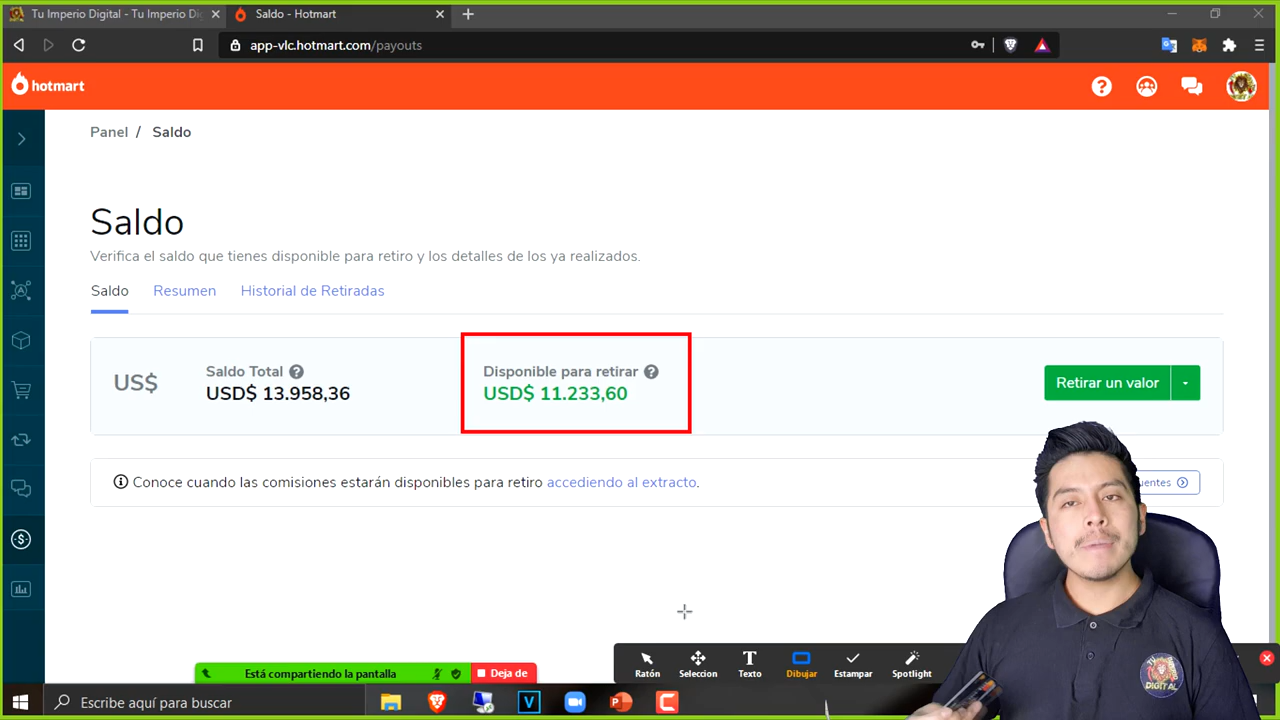 Tu Imperio Digital - Tu Imperio Dig
Saldo - Hotmart
app-vlc.hotmart.com/payouts
hotmart
Panel / Saldo
Saldo
Verifica el saldo que tienes disponible para retiro y los detalles de los ya realizados.
Saldo Resumen Historial de Retiradas
US$
Saldo Total
USD$ 13.958,36
Disponible para retirar
USD$ 11.233,60
Retirar un valor
Conoce cuando las comisiones estarán disponibles para retiro accediendo al extracto.
Está compartiendo la pantalla
Deja de
Ratón Seleccion Texto Dibujar Estampar Spotlight
DIGITAL
Escribe aquí para buscar